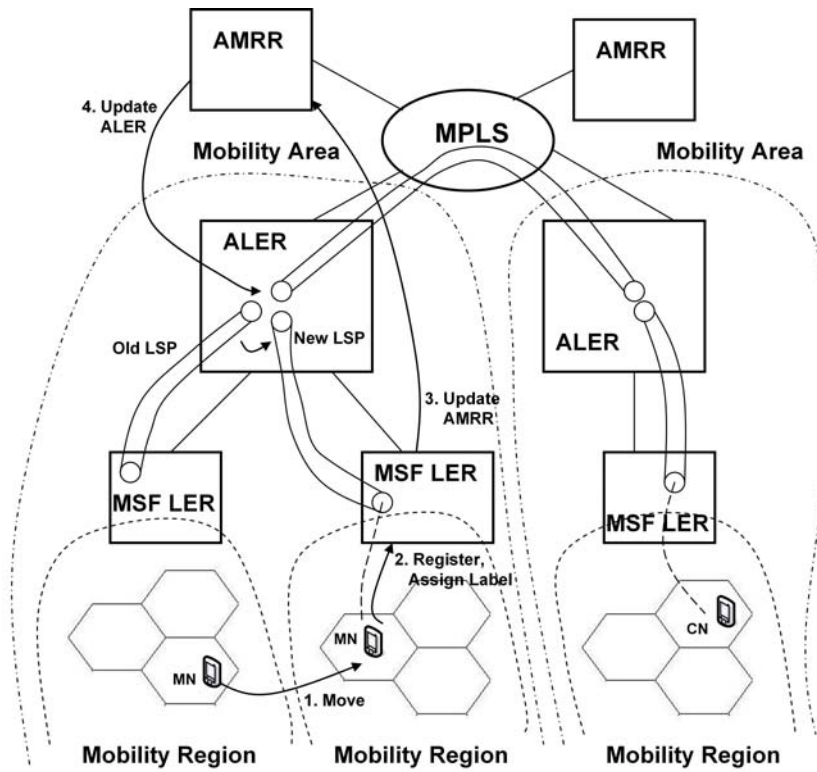 AMRR
AMRR
4. Update
ALER
MPLS
Mobility Area
Mobility Area
ALER
Old LSP
New LSP
ALER
3. Update
AMRR
MSF LER
MSF LER
MSF LER
2. Register,
Assign Label
MN
CN
MN
1. Move
Mobility Region
Mobility Region
Mobility Region